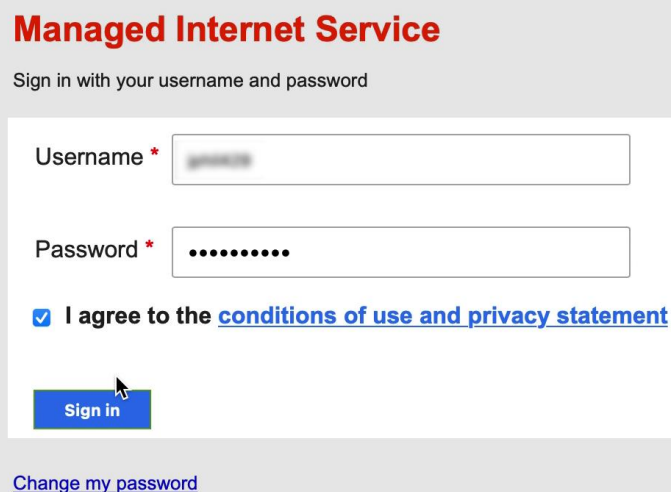 Managed Internet Service
Sign in with your username and password
Username *
Password *
I agree to the conditions of use and privacy statement
Sign in
Change my password